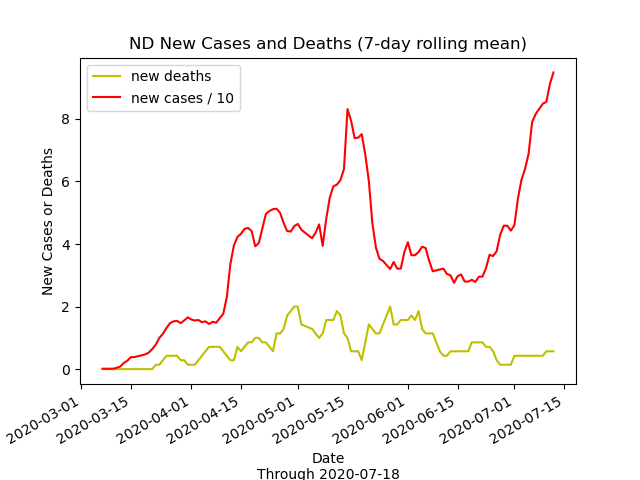 ND New Cases and Deaths (7-day rolling mean)
new deaths
new cases / 10
New Cases or Deaths
8
6
4
2
0
2020-03-01
2020-03-15
2020-04-01
2020-04-15
2020-05-01
2020-05-15
2020-06-01
2020-06-15
2020-07-01
2020-07-15
Date
Through 2020-07-18